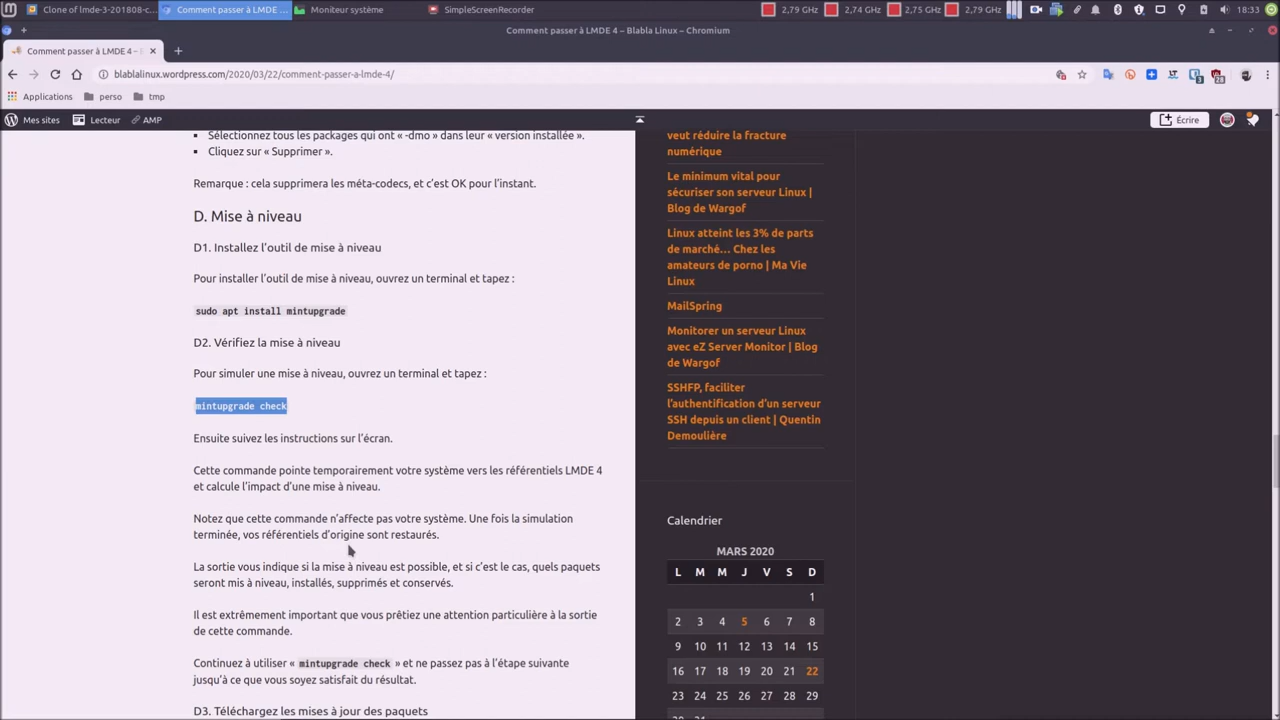 Clone of lmde-3-201808-c...
Comment passer à LMDE ...
Moniteur système
SimpleScreenRecorder
2,79 GHz
2,74 GHz
2,75 GHz
2,79 GHz
18:33
Comment passer à LMDE 4 – Blabla Linux – Chromium
Comment passer à LMDE 4 – B
blablalinux.wordpress.com/2020/03/22/comment-passer-a-lmde-4/
Applications
perso
tmp
Mes sites
Lecteur
AMP
Écrire
Sélectionnez tous les packages qui ont « -dmo » dans leur « version installée ».
Cliquez sur « Supprimer ».
Remarque : cela supprimera les méta-codecs, et c’est OK pour l’instant.
D. Mise à niveau
D1. Installez l’outil de mise à niveau
Pour installer l’outil de mise à niveau, ouvrez un terminal et tapez :
sudo apt install mintupgrade
D2. Vérifiez la mise à niveau
Pour simuler une mise à niveau, ouvrez un terminal et tapez :
mintupgrade check
Ensuite suivez les instructions sur l’écran.
Cette commande pointe temporairement votre système vers les référentiels LMDE 4
et calcule l’impact d’une mise à niveau.
Notez que cette commande n’affecte pas votre système. Une fois la simulation
terminée, vos référentiels d’origine sont restaurés.
La sortie vous indique si la mise à niveau est possible, et si c’est le cas, quels paquets
seront mis à niveau, installés, supprimés et conservés.
Il est extrêmement important que vous prêtiez une attention particulière à la sortie
de cette commande.
Continuez à utiliser « mintupgrade check » et ne passez pas à l’étape suivante
jusqu’à ce que vous soyez satisfait du résultat.
D3. Téléchargez les mises à jour des paquets
veut réduire la fracture
numérique
Le minimum vital pour
sécuriser son serveur Linux |
Blog de Wargof
Linux atteint les 3% de parts
de marché… Chez les
amateurs de porno | Ma Vie
Linux
MailSpring
Monitorer un serveur Linux
avec eZ Server Monitor | Blog
de Wargof
SSHFP, faciliter
l’authentification d’un serveur
SSH depuis un client | Quentin
Demoulière
Calendrier
MARS 2020
L M M J V S D
1
2 3 4 5 6 7 8
9 10 11 12 13 14 15
16 17 18 19 20 21 22
23 24 25 26 27 28 29